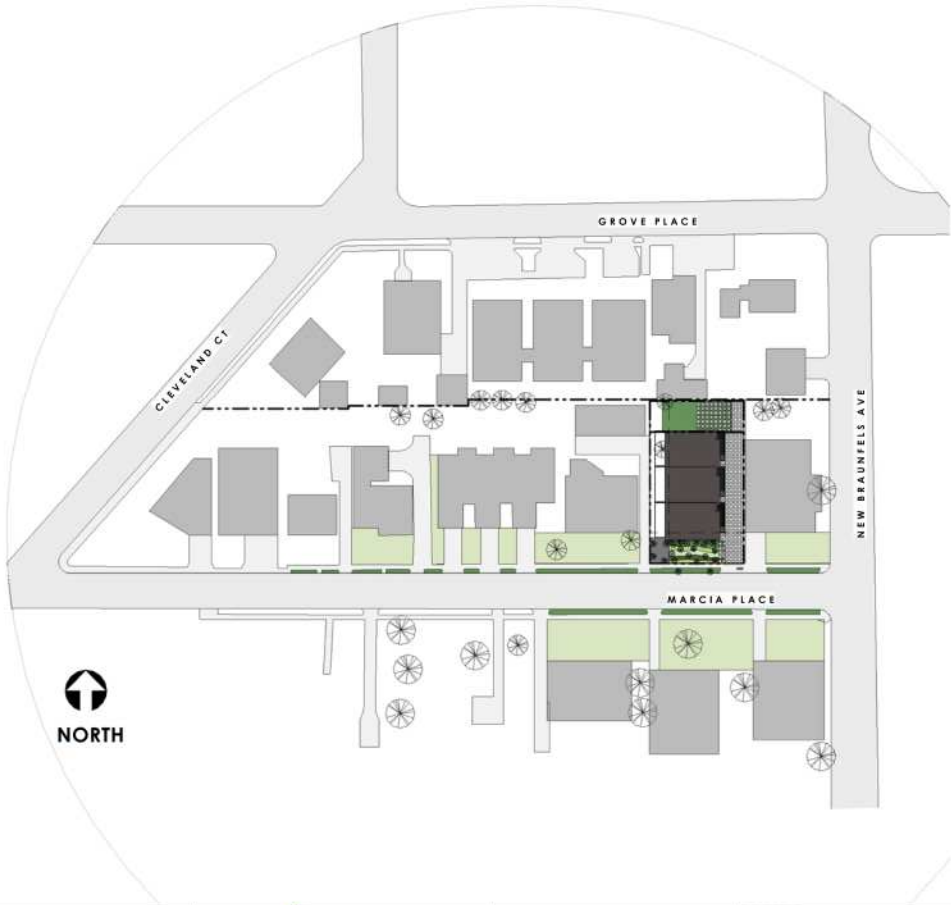 GROVE PLACE
CLEVELAND CT
NEW BRAUNFELS AVE
MARCIA PLACE
NORTH